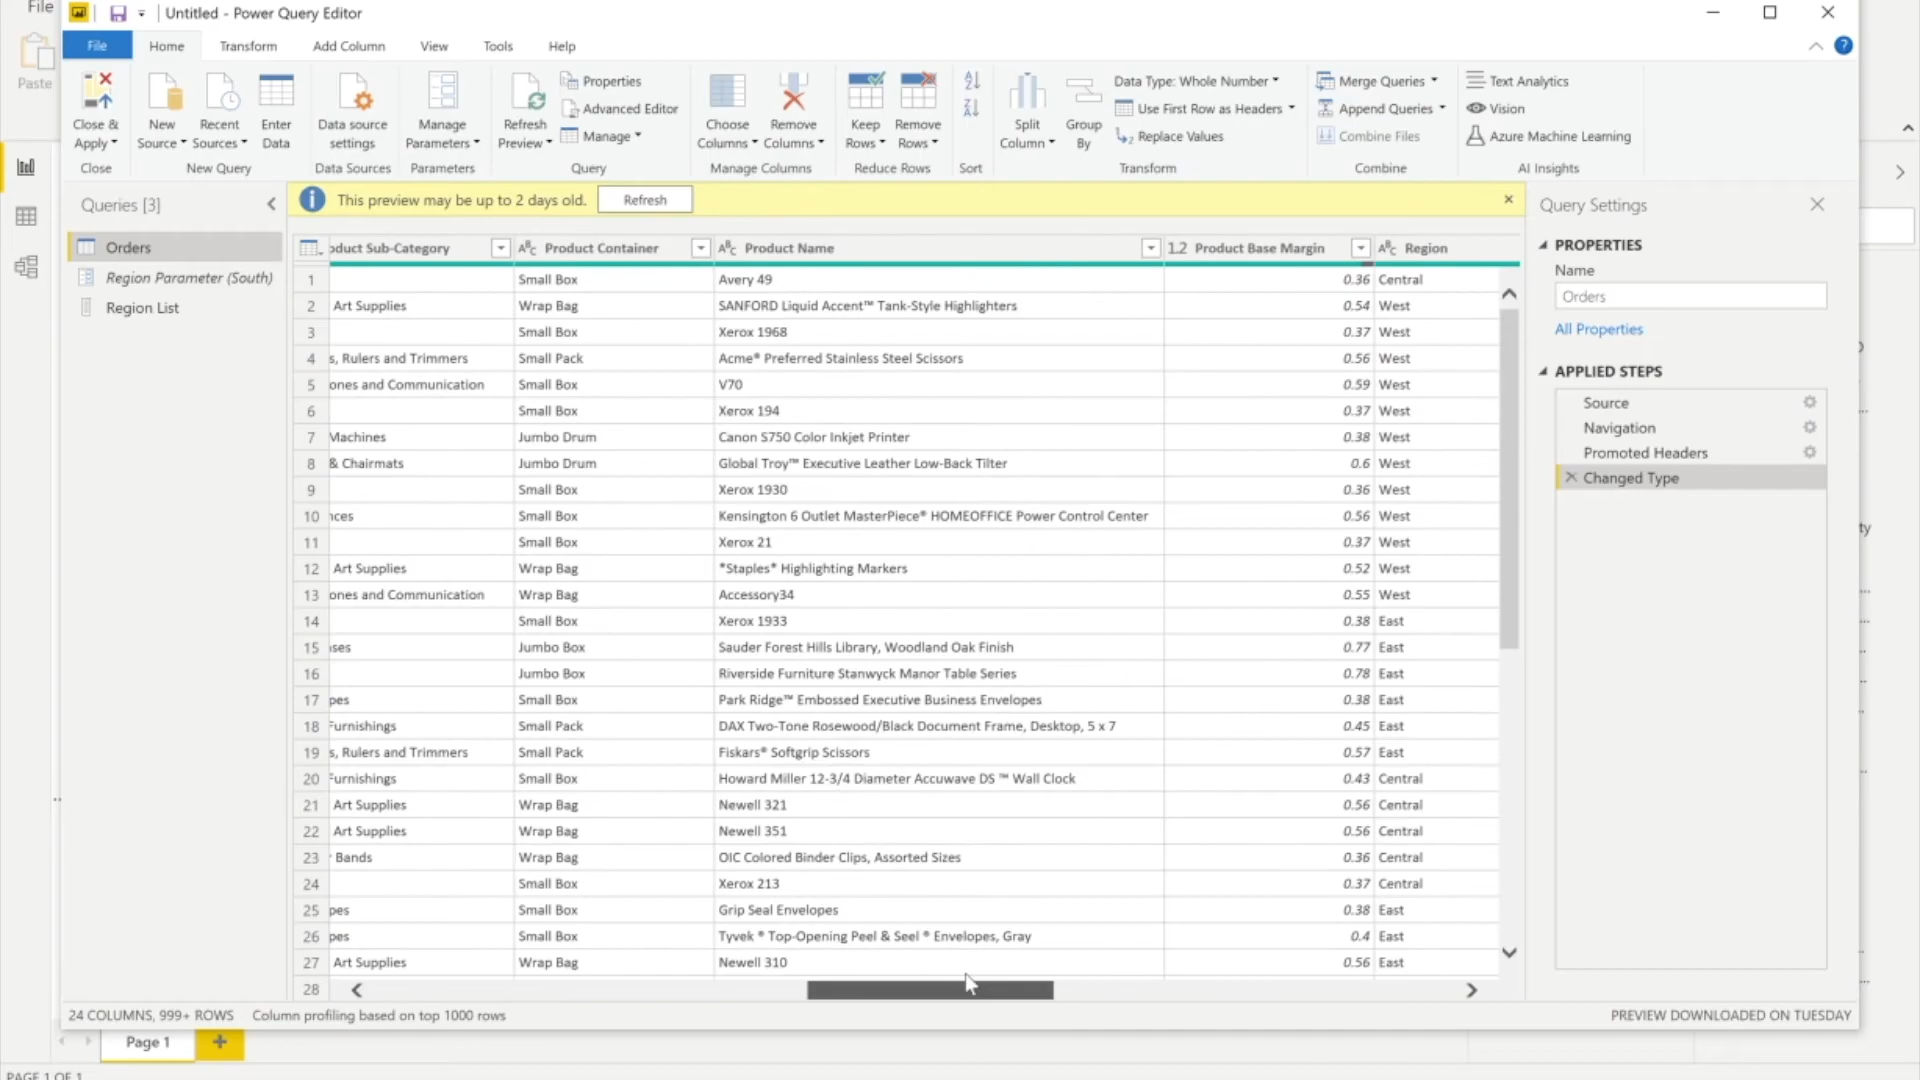 File
Untitled - Power Query Editor
File Home Transform Add Column View Tools Help
Paste
Close & Apply
New Source
Recent Sources
Enter Data
Data source settings
Manage Parameters
Refresh Preview
Properties
Advanced Editor
Manage
Choose Columns
Remove Columns
Keep Rows
Remove Rows
Split Column
Group By
Data Type: Whole Number
Use First Row as Headers
Replace Values
Merge Queries
Append Queries
Combine Files
Text Analytics
Vision
Azure Machine Learning
Close New Query Data Sources Parameters Query Manage Columns Reduce Rows Sort Transform Combine AI Insights
Queries [3]
Orders
Region Parameter (South)
Region List
This preview may be up to 2 days old. Refresh
oduct Sub-Category ABC Product Container ABC Product Name 1.2 Product Base Margin ABC Region
1 Small Box Avery 49 0.36 Central
2 Art Supplies Wrap Bag SANFORD Liquid Accent™ Tank-Style Highlighters 0.54 West
3 Small Box Xerox 1968 0.37 West
4 s, Rulers and Trimmers Small Pack Acme® Preferred Stainless Steel Scissors 0.56 West
5 ones and Communication Small Box V70 0.59 West
6 Small Box Xerox 194 0.37 West
7 Machines Jumbo Drum Canon S750 Color Inkjet Printer 0.38 West
8 & Chairmats Jumbo Drum Global Troy™ Executive Leather Low-Back Tilter 0.6 West
9 Small Box Xerox 1930 0.36 West
10 nces Small Box Kensington 6 Outlet MasterPiece® HOMEOFFICE Power Control Center 0.56 West
11 Small Box Xerox 21 0.37 West
12 Art Supplies Wrap Bag *Staples* Highlighting Markers 0.52 West
13 ones and Communication Wrap Bag Accessory34 0.55 West
14 Small Box Xerox 1933 0.38 East
15 ses Jumbo Box Sauder Forest Hills Library, Woodland Oak Finish 0.77 East
16 Jumbo Box Riverside Furniture Stanwyck Manor Table Series 0.78 East
17 pes Small Box Park Ridge™ Embossed Executive Business Envelopes 0.38 East
18 Furnishings Small Pack DAX Two-Tone Rosewood/Black Document Frame, Desktop, 5 x 7 0.45 East
19 s, Rulers and Trimmers Small Pack Fiskars® Softgrip Scissors 0.57 East
20 Furnishings Small Box Howard Miller 12-3/4 Diameter Accuwave DS ™ Wall Clock 0.43 Central
21 Art Supplies Wrap Bag Newell 321 0.56 Central
22 Art Supplies Wrap Bag Newell 351 0.56 Central
23 Bands Wrap Bag OIC Colored Binder Clips, Assorted Sizes 0.36 Central
24 Small Box Xerox 213 0.37 Central
25 pes Small Box Grip Seal Envelopes 0.38 East
26 pes Small Box Tyvek ® Top-Opening Peel & Seel ® Envelopes, Gray 0.4 East
27 Art Supplies Wrap Bag Newell 310 0.56 East
28
Query Settings
PROPERTIES
Name
Orders
All Properties
APPLIED STEPS
Source
Navigation
Promoted Headers
Changed Type
ty
24 COLUMNS, 999+ ROWS Column profiling based on top 1000 rows PREVIEW DOWNLOADED ON TUESDAY
Page 1
PAGE 1 OF 1